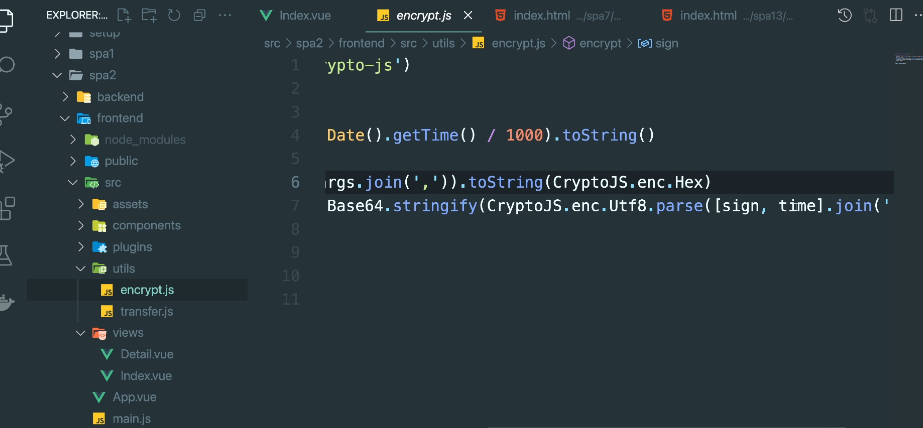 EXPLORER:...
Index.vue
encrypt.js
index.html .../spa7/...
index.html .../spa13/...
src > spa2 > frontend > src > utils > encrypt.js > encrypt > sign
setup
spa1
spa2
backend
frontend
node_modules
public
src
assets
components
plugins
utils
encrypt.js
transfer.js
views
Detail.vue
Index.vue
App.vue
main.js
1 ypto-js')
2
3
4 Date().getTime() / 1000).toString()
5
6 rgs.join(',')).toString(CryptoJS.enc.Hex)
7 Base64.stringify(CryptoJS.enc.Utf8.parse([sign, time].join('
8
9
10
11